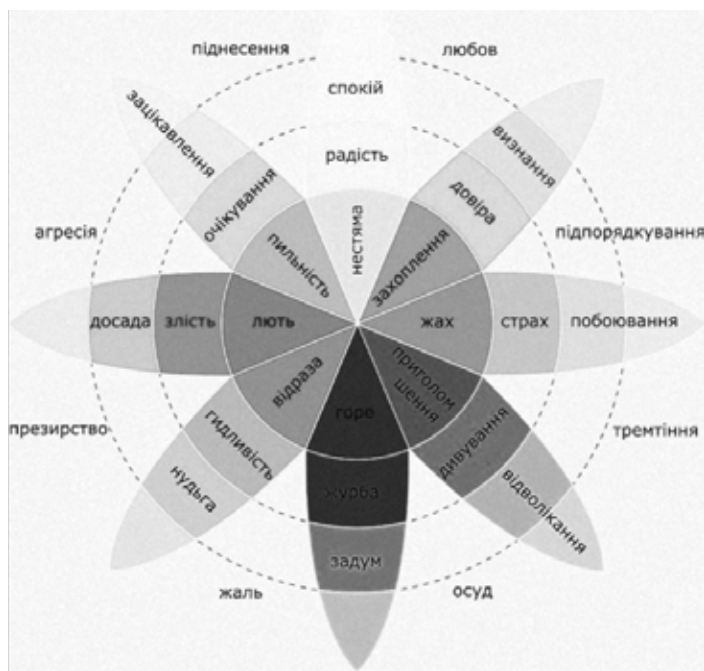 піднесення
любов
спокій
зацікавлення
визнання
радість
очікування
довіра
агресія
підпорядкування
пильність
нестяма
захоплення
досада
злість
лють
жах
страх
побоювання
відраза
горе
приголом
шення
презирство
гидливість
дивування
тремтіння
нудьга
журба
відволікання
задум
жаль
осуд